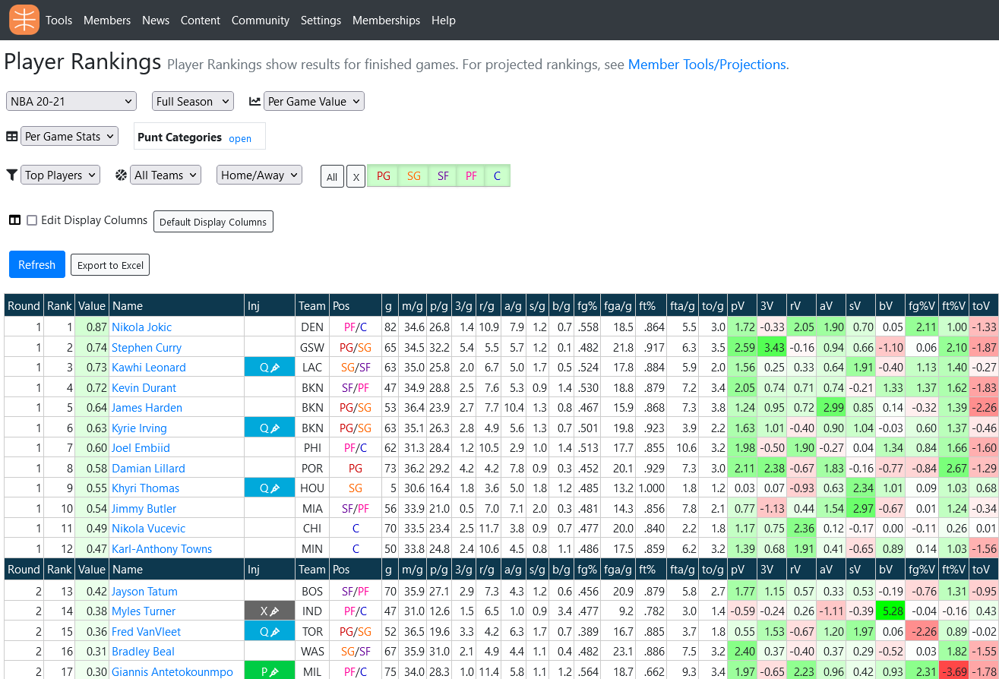 Tools Members News Content Community Settings Memberships Help
Player Rankings Player Rankings show results for finished games. For projected rankings, see Member Tools/Projections.
NBA 20-21 Full Season Per Game Value
Per Game Stats Punt Categories open
Top Players All Teams Home/Away All X PG SG SF PF C
Edit Display Columns Default Display Columns
Refresh Export to Excel
Round Rank Value Name Inj Team Pos g m/g p/g 3/g r/g a/g s/g b/g fg% fga/g ft% fta/g to/g pV 3V rV aV sV bV fg%V ft%V toV
1 1 0.87 Nikola Jokic DEN PF/C 82 34.6 26.8 1.4 10.9 7.9 1.2 0.7 .558 18.5 .864 5.5 3.0 1.72 -0.33 2.05 1.90 0.70 0.05 2.11 1.00 -1.33
1 2 0.74 Stephen Curry GSW PG/SG 65 34.5 32.2 5.4 5.5 5.7 1.2 0.1 .482 21.8 .917 6.3 3.5 2.59 3.43 -0.16 0.94 0.66 -1.10 0.06 2.10 -1.87
1 3 0.73 Kawhi Leonard Q LAC SG/SF 63 35.0 25.8 2.0 6.7 5.0 1.7 0.5 .524 17.8 .884 5.9 2.0 1.56 0.25 0.33 0.64 1.91 -0.40 1.13 1.40 -0.27
1 4 0.72 Kevin Durant BKN SF/PF 47 34.9 28.8 2.5 7.6 5.3 0.9 1.4 .530 18.8 .879 7.2 3.4 2.05 0.74 0.71 0.74 -0.21 1.33 1.37 1.62 -1.83
1 5 0.64 James Harden BKN PG/SG 53 36.4 23.9 2.7 7.7 10.4 1.3 0.8 .467 15.9 .868 7.3 3.8 1.24 0.95 0.72 2.99 0.85 0.14 -0.32 1.39 -2.26
1 6 0.63 Kyrie Irving Q BKN PG/SG 63 35.1 26.3 2.8 4.9 5.6 1.3 0.7 .501 19.8 .923 3.9 2.2 1.63 1.01 -0.40 0.90 1.04 -0.03 0.60 1.37 -0.46
1 7 0.60 Joel Embiid PHI PF/C 62 31.3 28.4 1.2 10.5 2.9 1.0 1.4 .513 17.7 .855 10.6 3.2 1.98 -0.50 1.90 -0.27 0.04 1.34 0.84 1.66 -1.60
1 8 0.58 Damian Lillard POR PG 73 36.2 29.2 4.2 4.2 7.8 0.9 0.3 .452 20.1 .929 7.3 3.0 2.11 2.38 -0.67 1.83 -0.16 -0.77 -0.84 2.67 -1.29
1 9 0.55 Khyri Thomas Q HOU SG 5 30.6 16.4 1.8 3.6 5.0 1.8 1.2 .485 13.2 1.000 1.8 1.2 0.03 0.07 -0.93 0.63 2.34 1.01 0.09 1.03 0.68
1 10 0.54 Jimmy Butler MIA SF/PF 56 33.9 21.0 0.5 7.0 7.1 2.0 0.3 .481 14.3 .856 7.8 2.1 0.77 -1.13 0.44 1.54 2.97 -0.67 0.01 1.24 -0.34
1 11 0.49 Nikola Vucevic CHI C 70 33.5 23.4 2.5 11.7 3.8 0.9 0.7 .477 20.0 .840 2.2 1.8 1.17 0.75 2.36 0.12 -0.17 0.00 -0.11 0.26 0.01
1 12 0.47 Karl-Anthony Towns MIN C 50 33.8 24.8 2.4 10.6 4.5 0.8 1.1 .486 17.5 .859 6.2 3.2 1.39 0.68 1.91 0.41 -0.65 0.89 0.14 1.03 -1.56
Round Rank Value Name Inj Team Pos g m/g p/g 3/g r/g a/g s/g b/g fg% fga/g ft% fta/g to/g pV 3V rV aV sV bV fg%V ft%V toV
2 13 0.42 Jayson Tatum BOS SF/PF 70 35.9 27.1 2.9 7.3 4.3 1.2 0.6 .456 20.9 .879 5.8 2.7 1.77 1.15 0.57 0.33 0.53 -0.19 -0.76 1.31 -0.95
2 14 0.38 Myles Turner X IND PF/C 47 31.0 12.6 1.5 6.5 1.0 0.9 3.4 .477 9.2 .782 3.0 1.4 -0.59 -0.24 0.26 -1.11 -0.39 5.28 -0.04 -0.16 0.43
2 15 0.36 Fred VanVleet Q TOR PG/SG 52 36.5 19.6 3.3 4.2 6.3 1.7 0.7 .389 16.7 .885 3.7 1.8 0.55 1.53 -0.67 1.20 1.97 0.06 -2.26 0.89 -0.02
2 16 0.31 Bradley Beal WAS SG/SF 67 35.9 31.0 2.1 4.9 4.4 1.1 0.4 .482 23.1 .886 7.5 3.2 2.40 0.37 -0.40 0.37 0.29 -0.52 0.03 1.82 -1.55
2 17 0.30 Giannis Antetokounmpo P MIL PF/C 75 34.0 28.3 1.0 11.4 5.8 1.1 1.2 .564 18.7 .662 9.3 3.4 1.97 -0.65 2.23 0.96 0.42 0.93 2.31 -3.69 -1.78